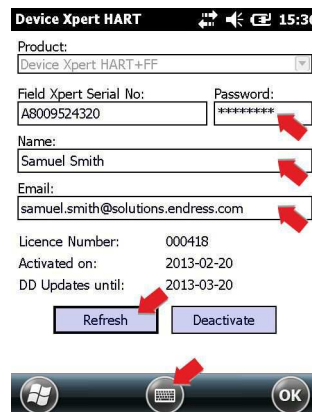 Device Xpert HART 15:30
Product:
Device Xpert HART+FF
Field Xpert Serial No: Password:
A8009524320 ********
Name:
Samuel Smith
Email:
samuel.smith@solutions.endress.com
Licence Number: 000418
Activated on: 2013-02-20
DD Updates until: 2013-03-20
Refresh Deactivate
OK